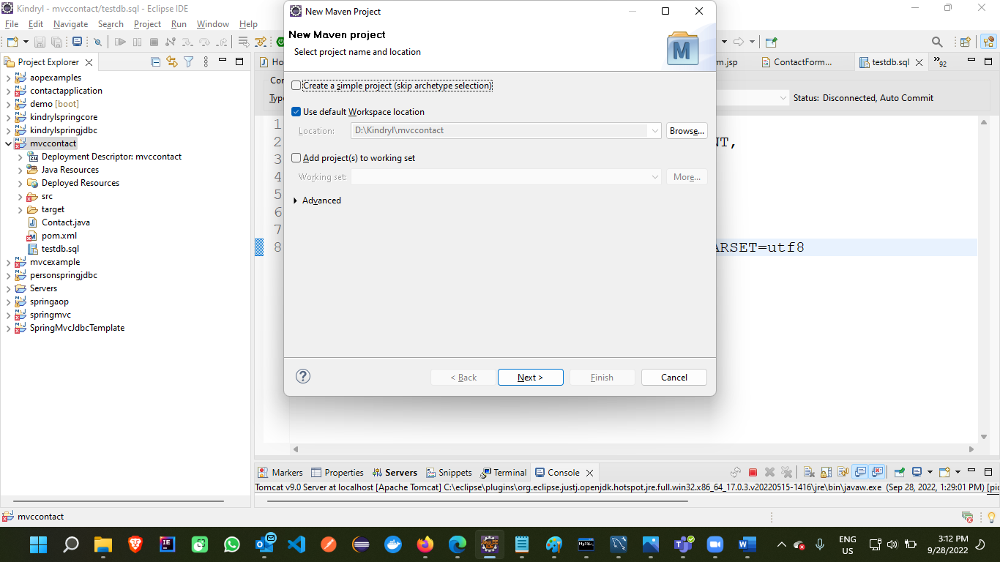 Kindryl - mvccontact/testdb.sql - Eclipse IDE
File Edit Navigate Search Project Run Window Help
Project Explorer
aopexamples
contactapplication
demo [boot]
kindrylspringcore
kindrylspringjdbc
mvccontact
Deployment Descriptor: mvccontact
Java Resources
Deployed Resources
src
target
Contact.java
pom.xml
testdb.sql
mvcexample
personspringjdbc
Servers
springaop
springmvc
SpringMvcJdbcTemplate
New Maven Project
New Maven project
Select project name and location
M
Create a simple project (skip archetype selection)
Use default Workspace location
Location: D:\Kindryl\mvccontact Browse...
Add project(s) to working set
Working set: More...
Advanced
< Back Next > Finish Cancel
Ho
m.jsp ContactForm... testdb.sql 92
Con
Type Status: Disconnected, Auto Commit
1
2 NT,
3
4
5
6
7
8 ARSET=utf8
Markers Properties Servers Snippets Terminal Console
Tomcat v9.0 Server at localhost [Apache Tomcat] C:\eclipse\plugins\org.eclipse.justj.openjdk.hotspot.jre.full.win32.x86_64_17.0.3.v20220515-1416\jre\bin\javaw.exe (Sep 28, 2022, 1:29:01 PM) [pid
mvccontact
ENG
US
3:12 PM
9/28/2022